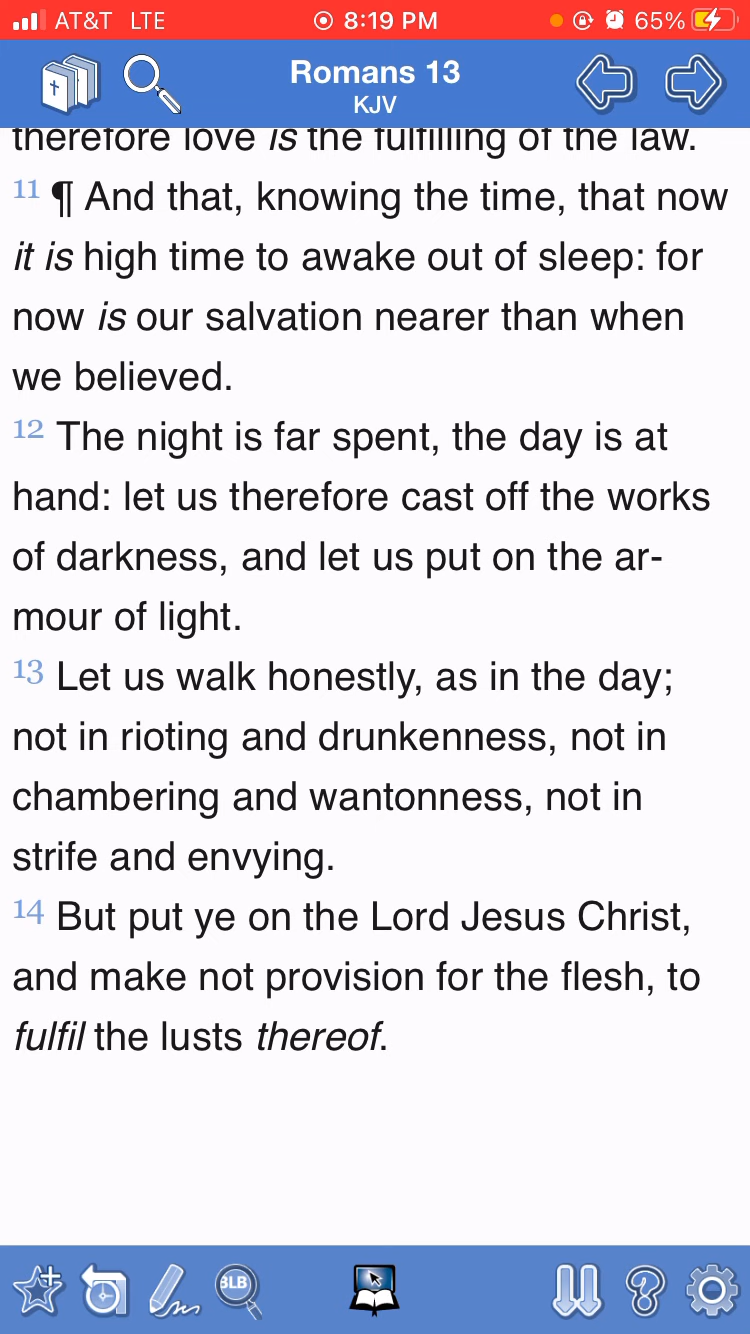 AT&T LTE 8:19 PM 65%
Romans 13
KJV
therefore love is the fulfilling of the law.
11 ¶ And that, knowing the time, that now
it is high time to awake out of sleep: for
now is our salvation nearer than when
we believed.
12 The night is far spent, the day is at
hand: let us therefore cast off the works
of darkness, and let us put on the ar-
mour of light.
13 Let us walk honestly, as in the day;
not in rioting and drunkenness, not in
chambering and wantonness, not in
strife and envying.
14 But put ye on the Lord Jesus Christ,
and make not provision for the flesh, to
fulfil the lusts thereof.
BLB